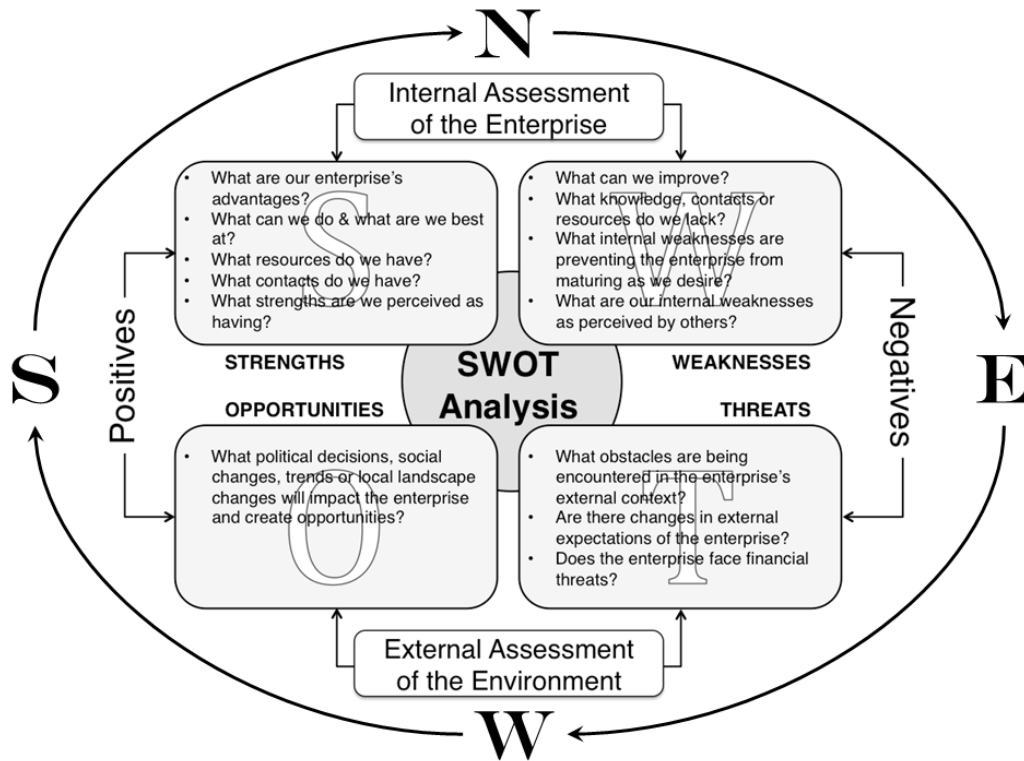 N
Internal Assessment
of the Enterprise
• What are our enterprise's
advantages?
• What can we do & what are we best
at?
• What resources do we have?
• What contacts do we have?
• What strengths are we perceived as
having?
S
• What can we improve?
• What knowledge, contacts or
resources do we lack?
• What internal weaknesses are
preventing the enterprise from
maturing as we desire?
• What are our internal weaknesses
as perceived by others?
W
Positives
Negatives
S
E
STRENGTHS
WEAKNESSES
SWOT
Analysis
OPPORTUNITIES
THREATS
• What political decisions, social
changes, trends or local landscape
changes will impact the enterprise
and create opportunities?
O
• What obstacles are being
encountered in the enterprise's
external context?
• Are there changes in external
expectations of the enterprise?
• Does the enterprise face financial
threats?
T
External Assessment
of the Environment
W